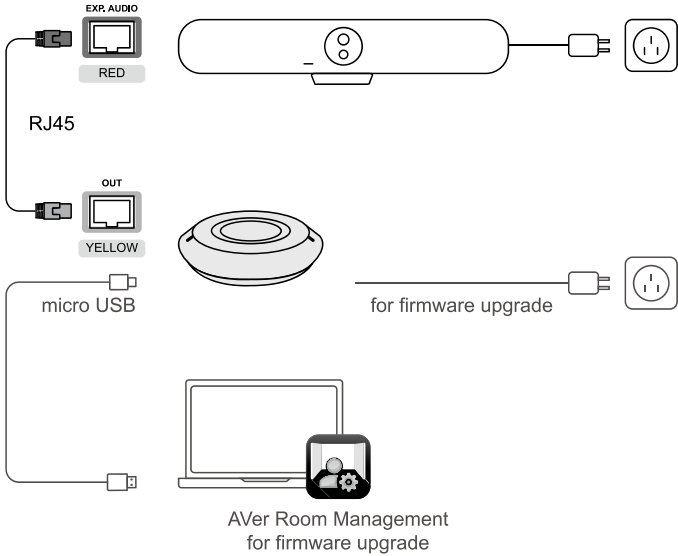 EXP. AUDIO
RED
RJ45
OUT
YELLOW
micro USB
for firmware upgrade
AVer Room Management
for firmware upgrade